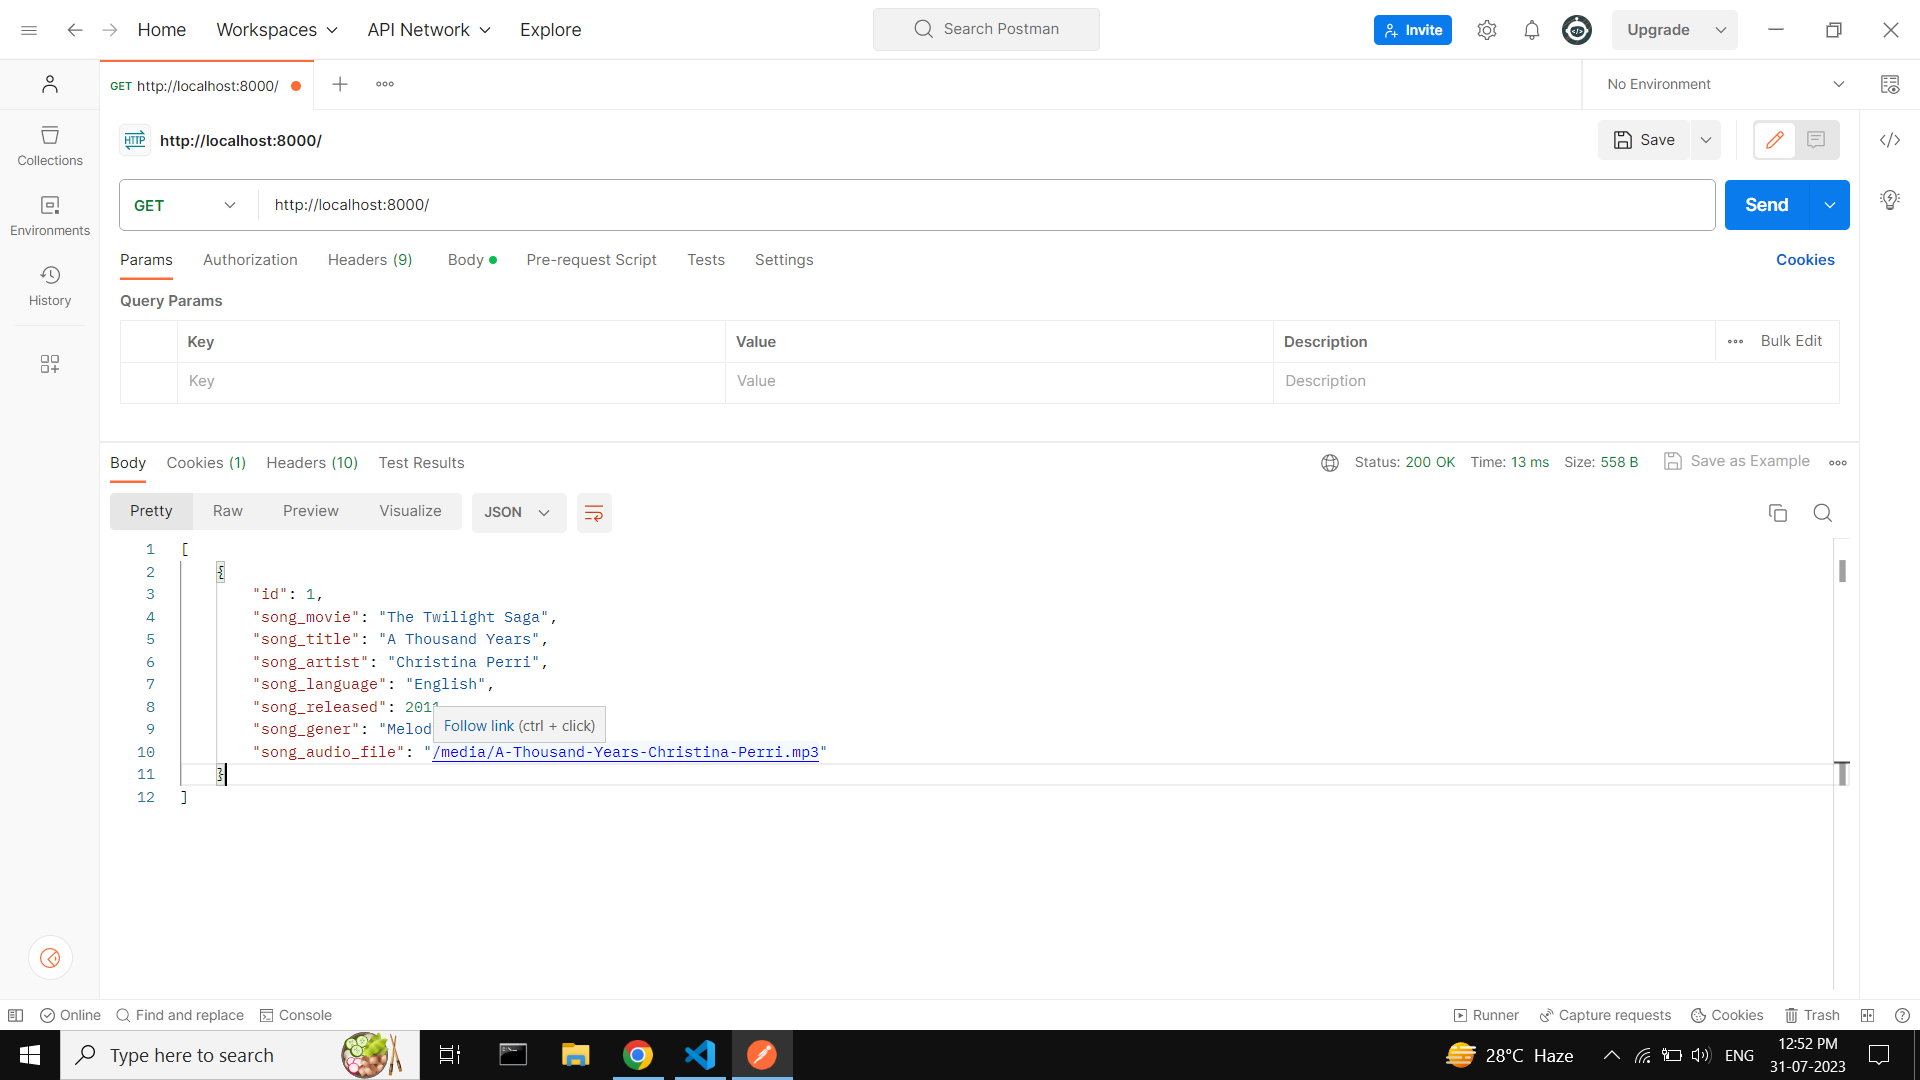 Home Workspaces API Network Explore Search Postman Invite Upgrade
GET http://localhost:8000/ No Environment
HTTP http://localhost:8000/ Save
Collections
Environments
History
GET http://localhost:8000/ Send
Params Authorization Headers (9) Body Pre-request Script Tests Settings Cookies
Query Params
Key Value Description Bulk Edit
Key Value Description
Body Cookies (1) Headers (10) Test Results Status: 200 OK Time: 13 ms Size: 558 B Save as Example
Pretty Raw Preview Visualize JSON
1 [
2 {
3 "id": 1,
4 "song_movie": "The Twilight Saga",
5 "song_title": "A Thousand Years",
6 "song_artist": "Christina Perri",
7 "song_language": "English",
8 "song_released": 2011
9 "song_gener": "Melod
Follow link (ctrl + click)
10 "song_audio_file": "/media/A-Thousand-Years-Christina-Perri.mp3"
11 }
12 ]
Online Find and replace Console Runner Capture requests Cookies Trash
Type here to search 28°C Haze ENG 12:52 PM
31-07-2023